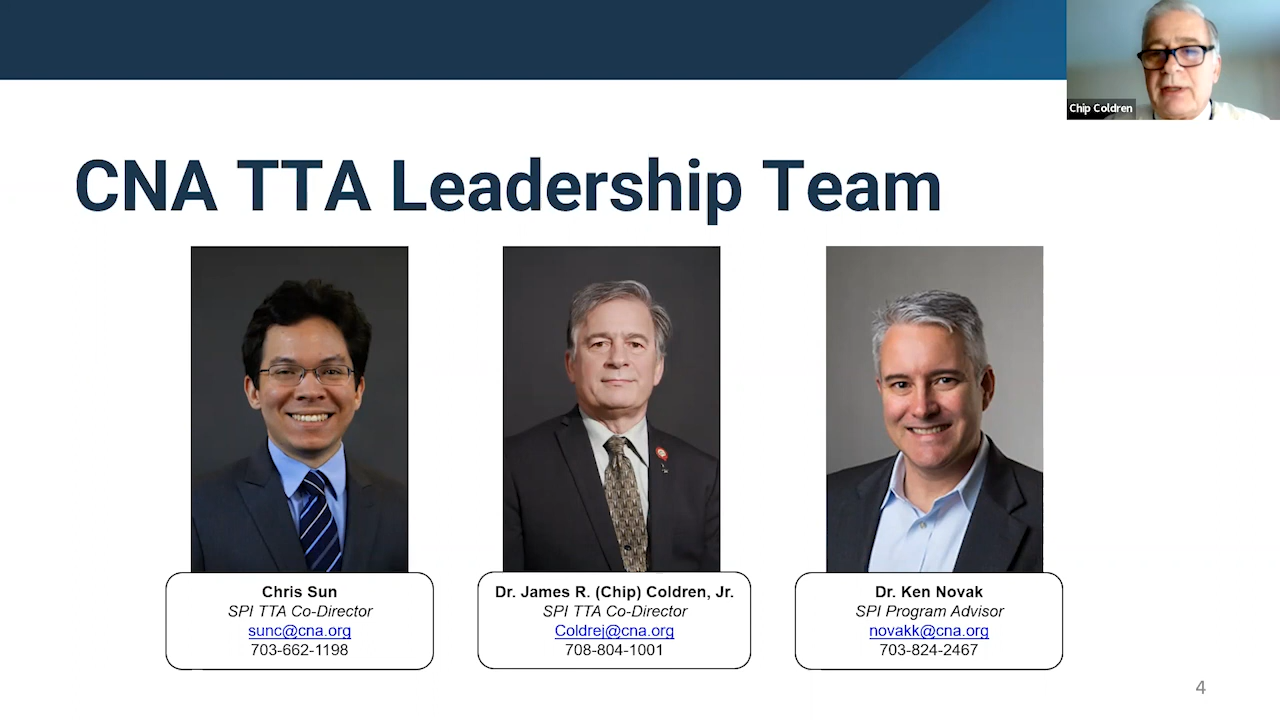 Chip Coldren
CNA TTA Leadership Team
Chris Sun
SPI TTA Co-Director
sunc@cna.org
703-662-1198
Dr. James R. (Chip) Coldren, Jr.
SPI TTA Co-Director
Coldrej@cna.org
708-804-1001
Dr. Ken Novak
SPI Program Advisor
novakk@cna.org
703-824-2467
4